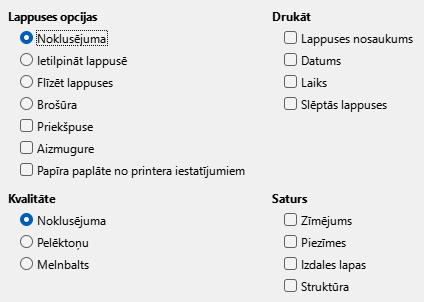 Lappuses opcijas
Noklusējuma
Ietilpināt lappusē
Flīzēt lappuses
Brošūra
Priekšpuse
Aizmugure
Papīra paplāte no printera iestatījumiem
Drukāt
Lappuses nosaukums
Datums
Laiks
Slēptās lappuses
Kvalitāte
Noklusējuma
Pelēktoņu
Melnbalts
Saturs
Zīmējums
Piezīmes
Izdales lapas
Struktūra